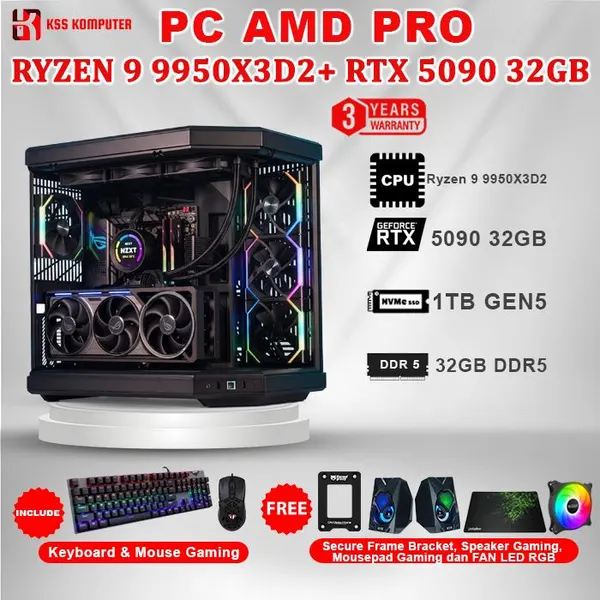 KSS KOMPUTER
PC AMD PRO
RYZEN 9 9950X3D2+ RTX 5090 32GB
3 YEARS
WARRANTY
CPU
Ryzen 9 9950X3D2
GEFORCE
RTX
5090 32GB
NVMe SSD
1TB GEN5
DDR 5
32GB DDR5
NZXT
INCLUDE
Keyboard & Mouse Gaming
FREE
Secure Frame Bracket, Speaker Gaming,
Mousepad Gaming dan FAN LED RGB